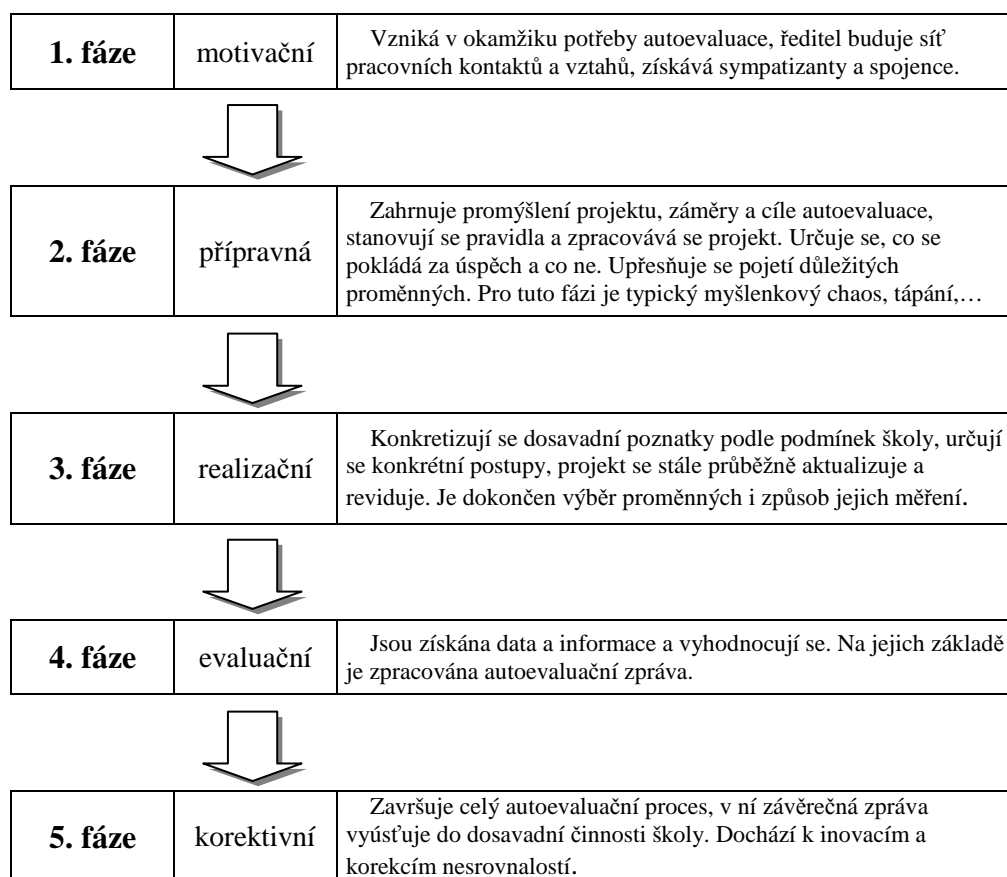 1. fáze
motivační
Vzniká v okamžiku potřeby autoevaluace, ředitel buduje síť
pracovních kontaktů a vztahů, získává sympatizanty a spojence.
2. fáze
přípravná
Zahrnuje promýšlení projektu, záměry a cíle autoevaluace,
stanovují se pravidla a zpracovává se projekt. Určuje se, co se
pokládá za úspěch a co ne. Upřesňuje se pojetí důležitých
proměnných. Pro tuto fázi je typický myšlenkový chaos, tápání,…
3. fáze
realizační
Konkretizují se dosavadní poznatky podle podmínek školy, určují
se konkrétní postupy, projekt se stále průběžně aktualizuje a
reviduje. Je dokončen výběr proměnných i způsob jejich měření.
4. fáze
evaluační
Jsou získána data a informace a vyhodnocují se. Na jejich základě
je zpracována autoevaluační zpráva.
5. fáze
korektivní
Završuje celý autoevaluační proces, v ní závěrečná zpráva
vyúsťuje do dosavadní činnosti školy. Dochází k inovacím a
korekcím nesrovnalostí.